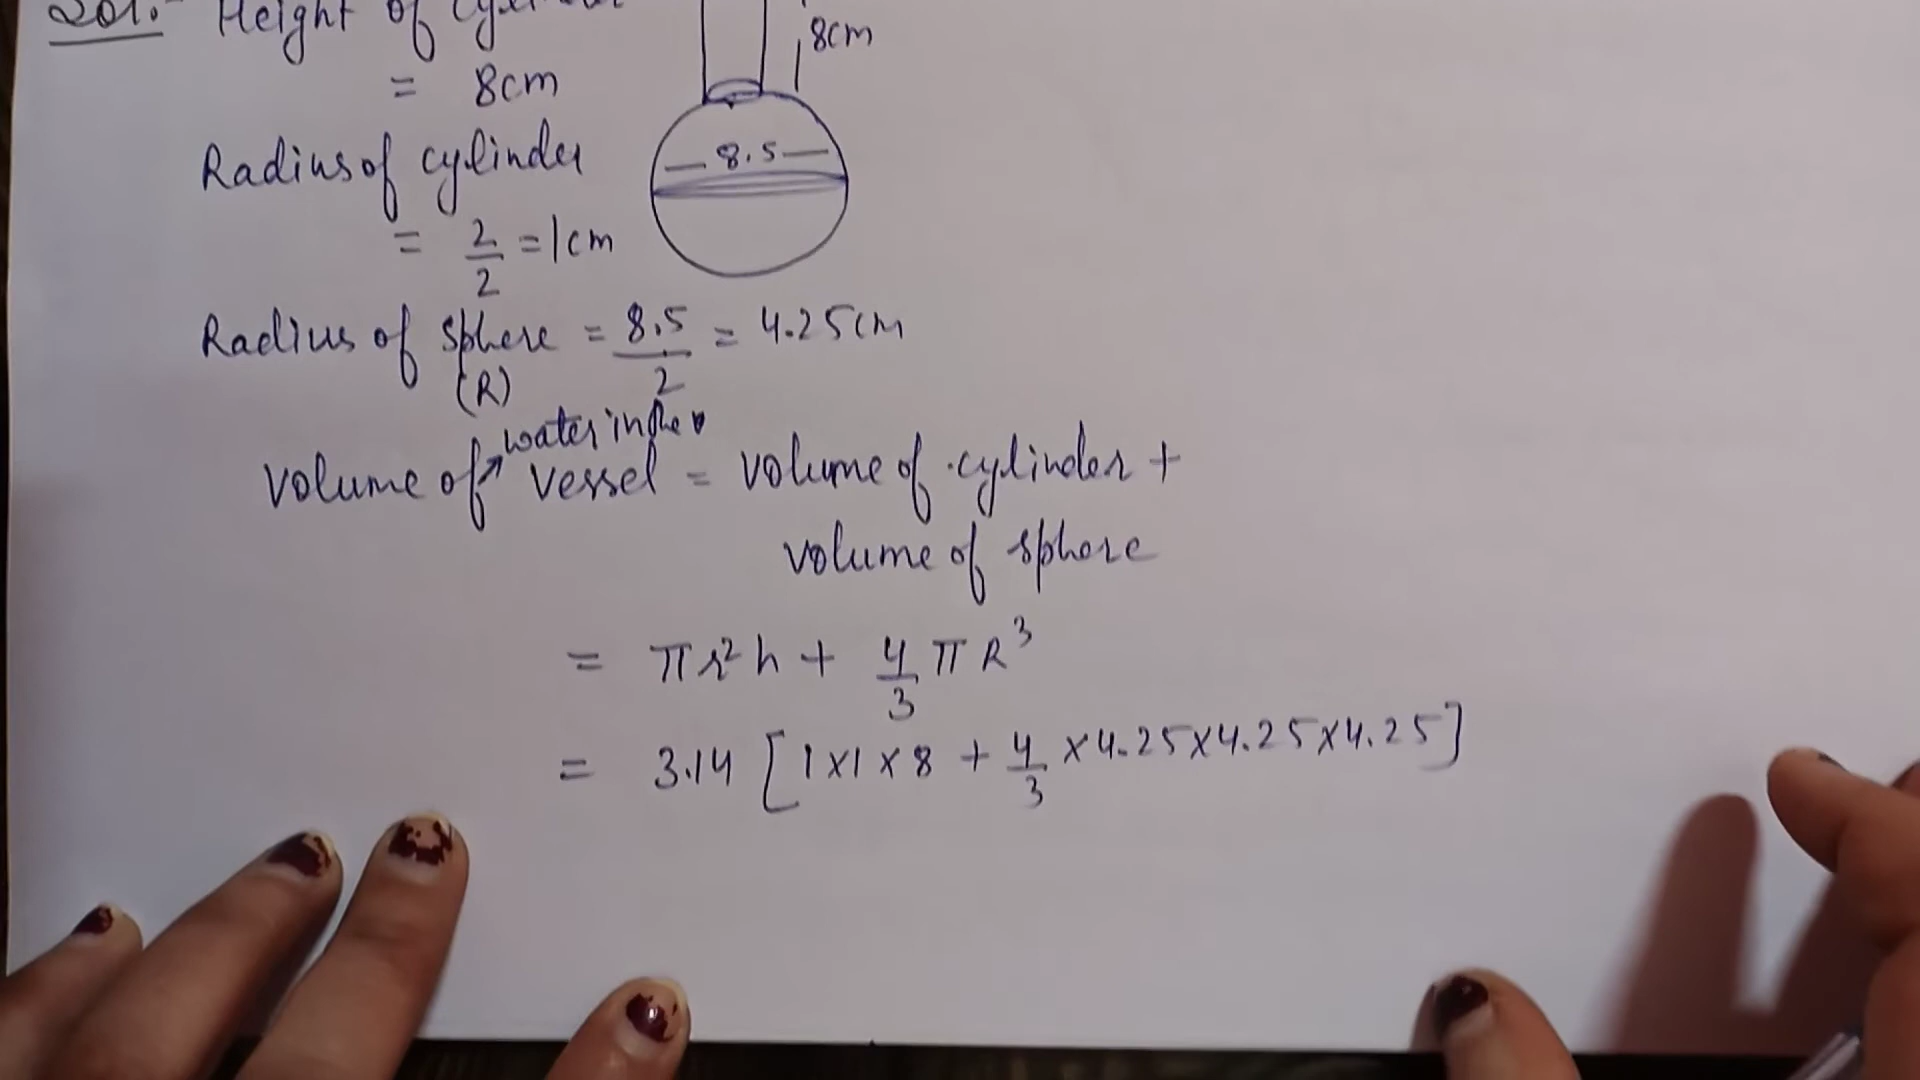 Sol. Height of cylinder
= 8cm
8cm
8.5
Radius of cylinder
= 2/2 = 1cm
Radius of sphere = 8.5/2 = 4.25cm
(R)
water in the
Volume of vessel = volume of cylinder +
volume of sphere
= πr²h + 4/3 πR³
= 3.14 [1×1×8 + 4/3 ×4.25×4.25×4.25]